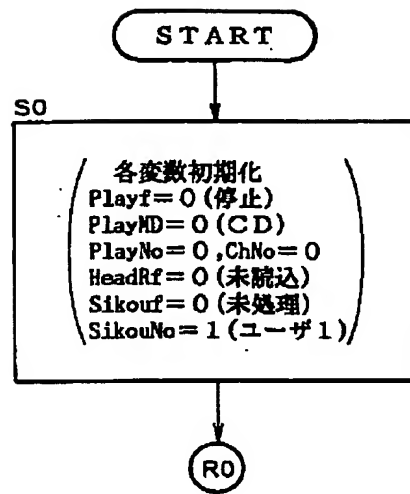 START
S0
各変数初期化
Playf=0(停止)
PlayMD=0(CD)
PlayNo=0,ChNo=0
HeadRf=0(未読込)
Sikouf=0(未処理)
SikouNo=1(ユーザ1)
R0